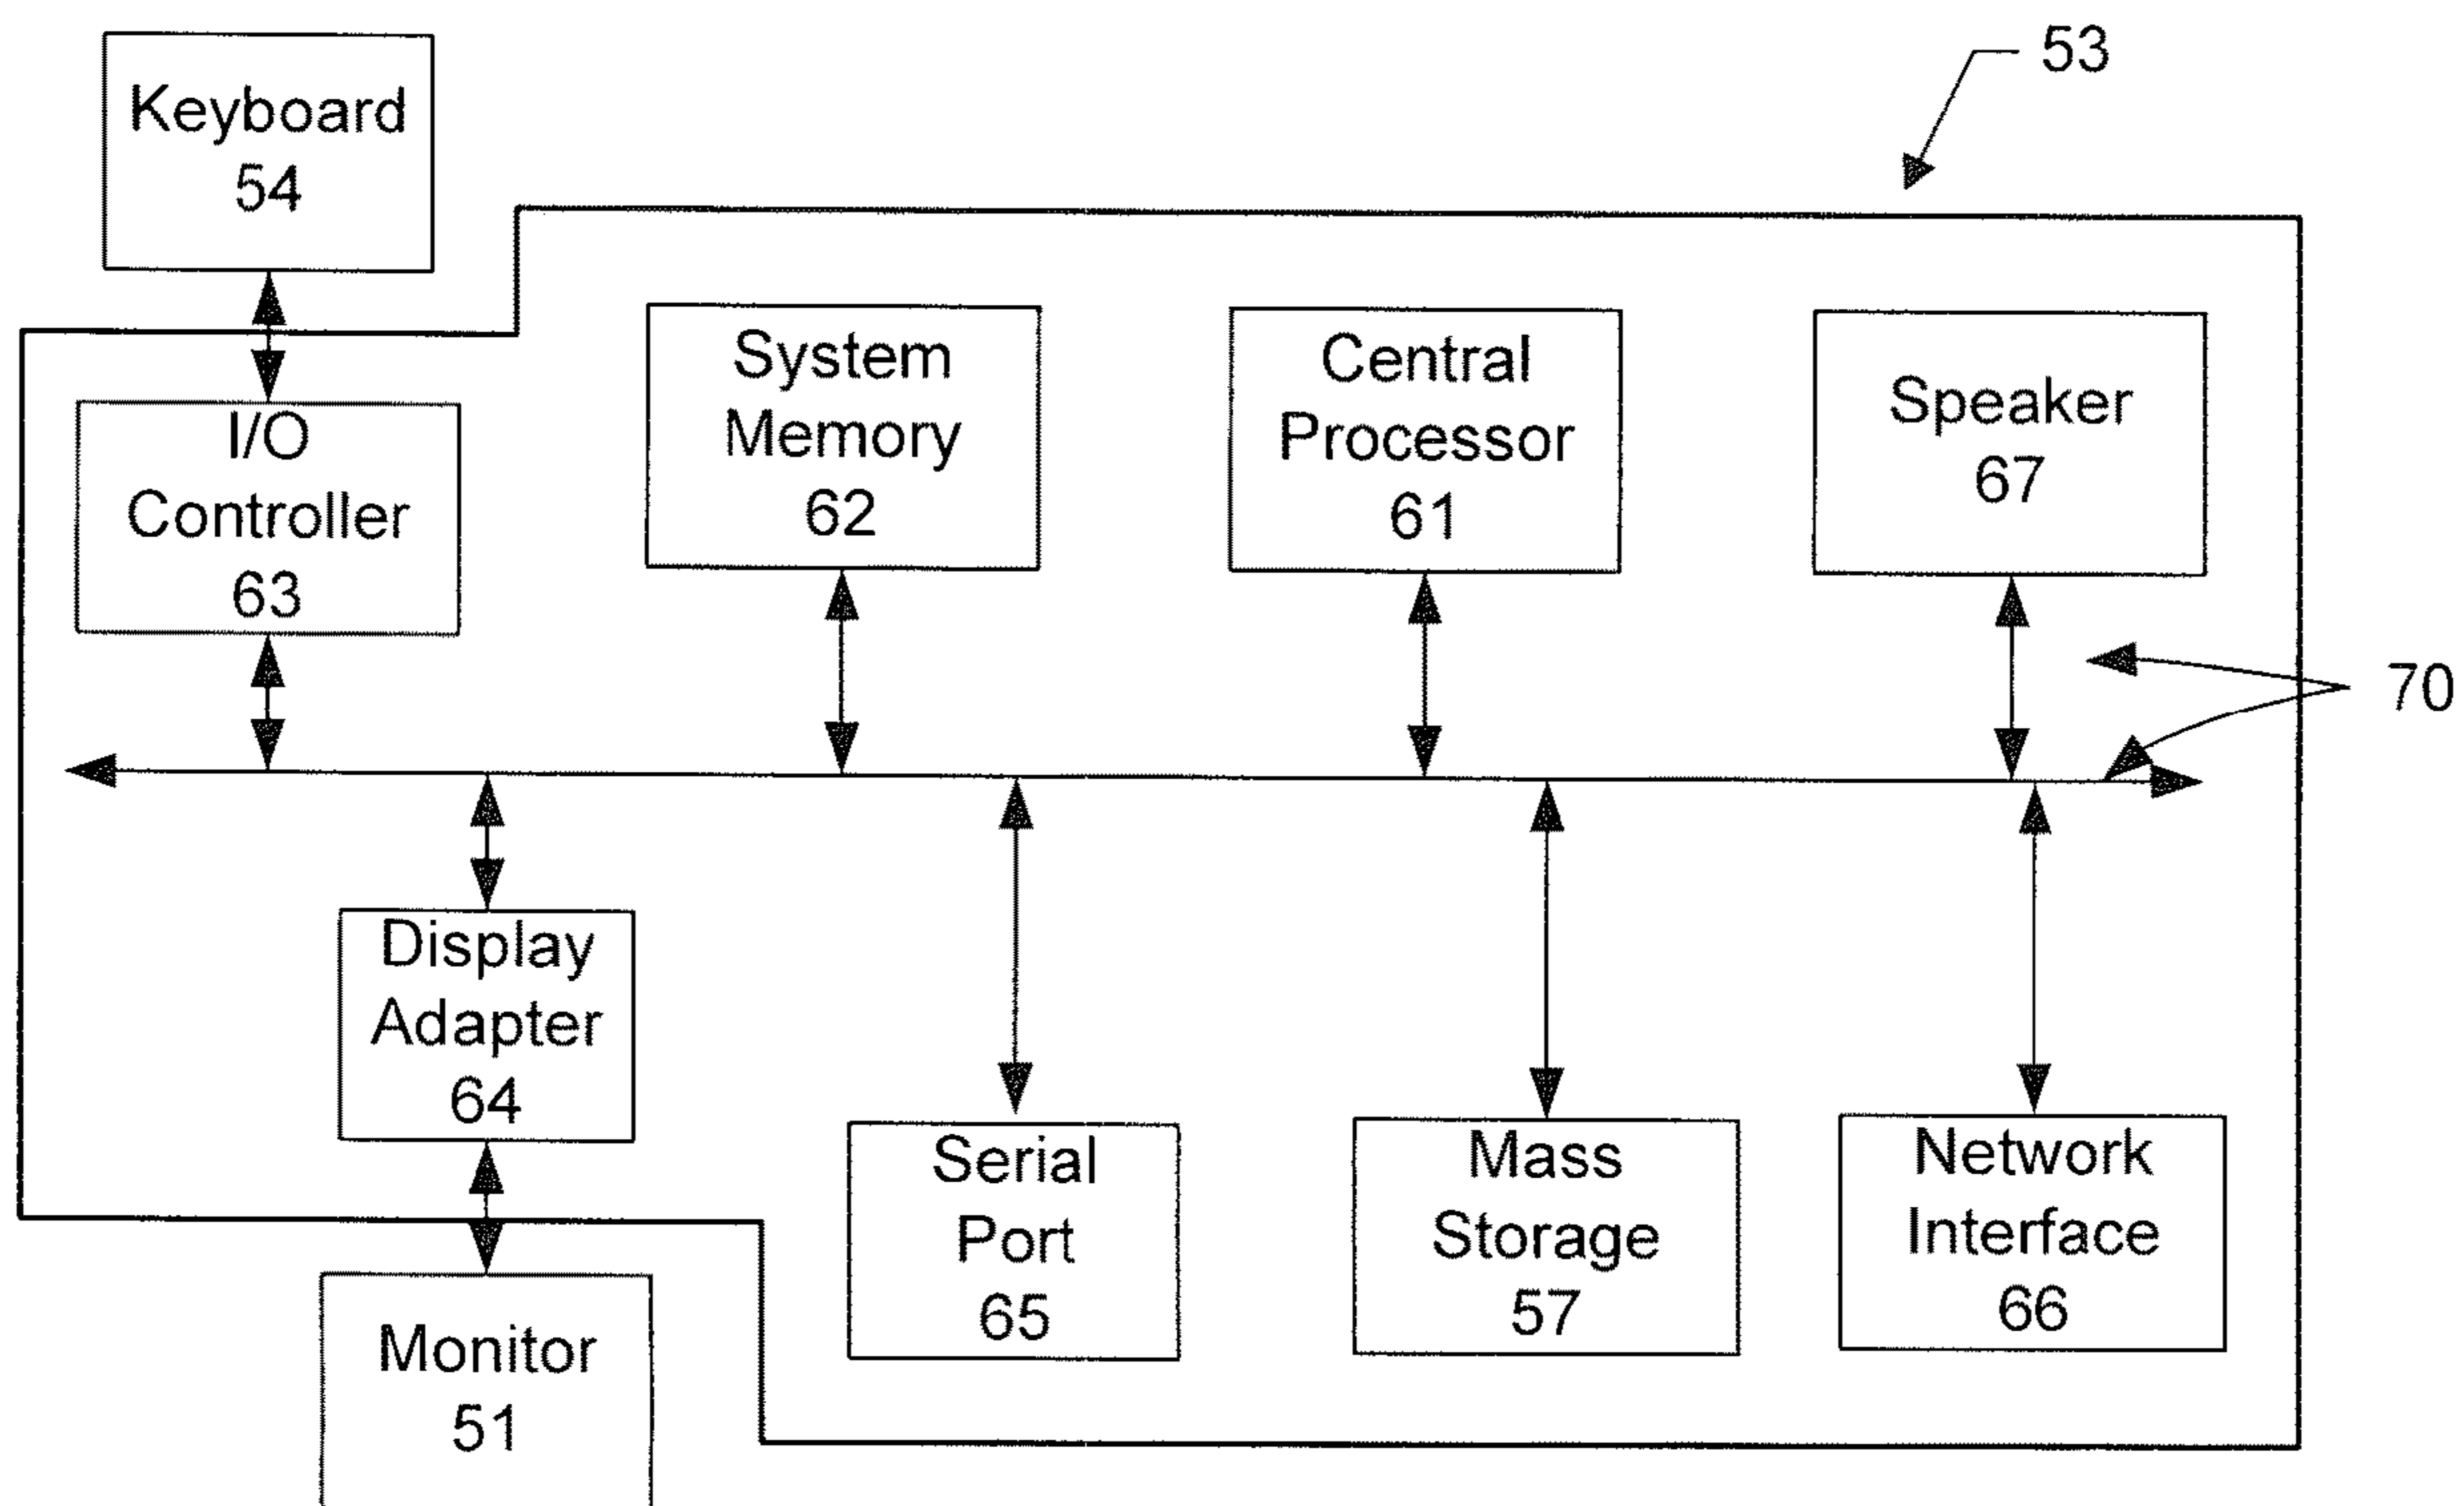 53
Keyboard
54
System
Memory
62
Central
Processor
61
Speaker
67
I/O
Controller
63
70
Display
Adapter
64
Serial
Port
65
Mass
Storage
57
Network
Interface
66
Monitor
51